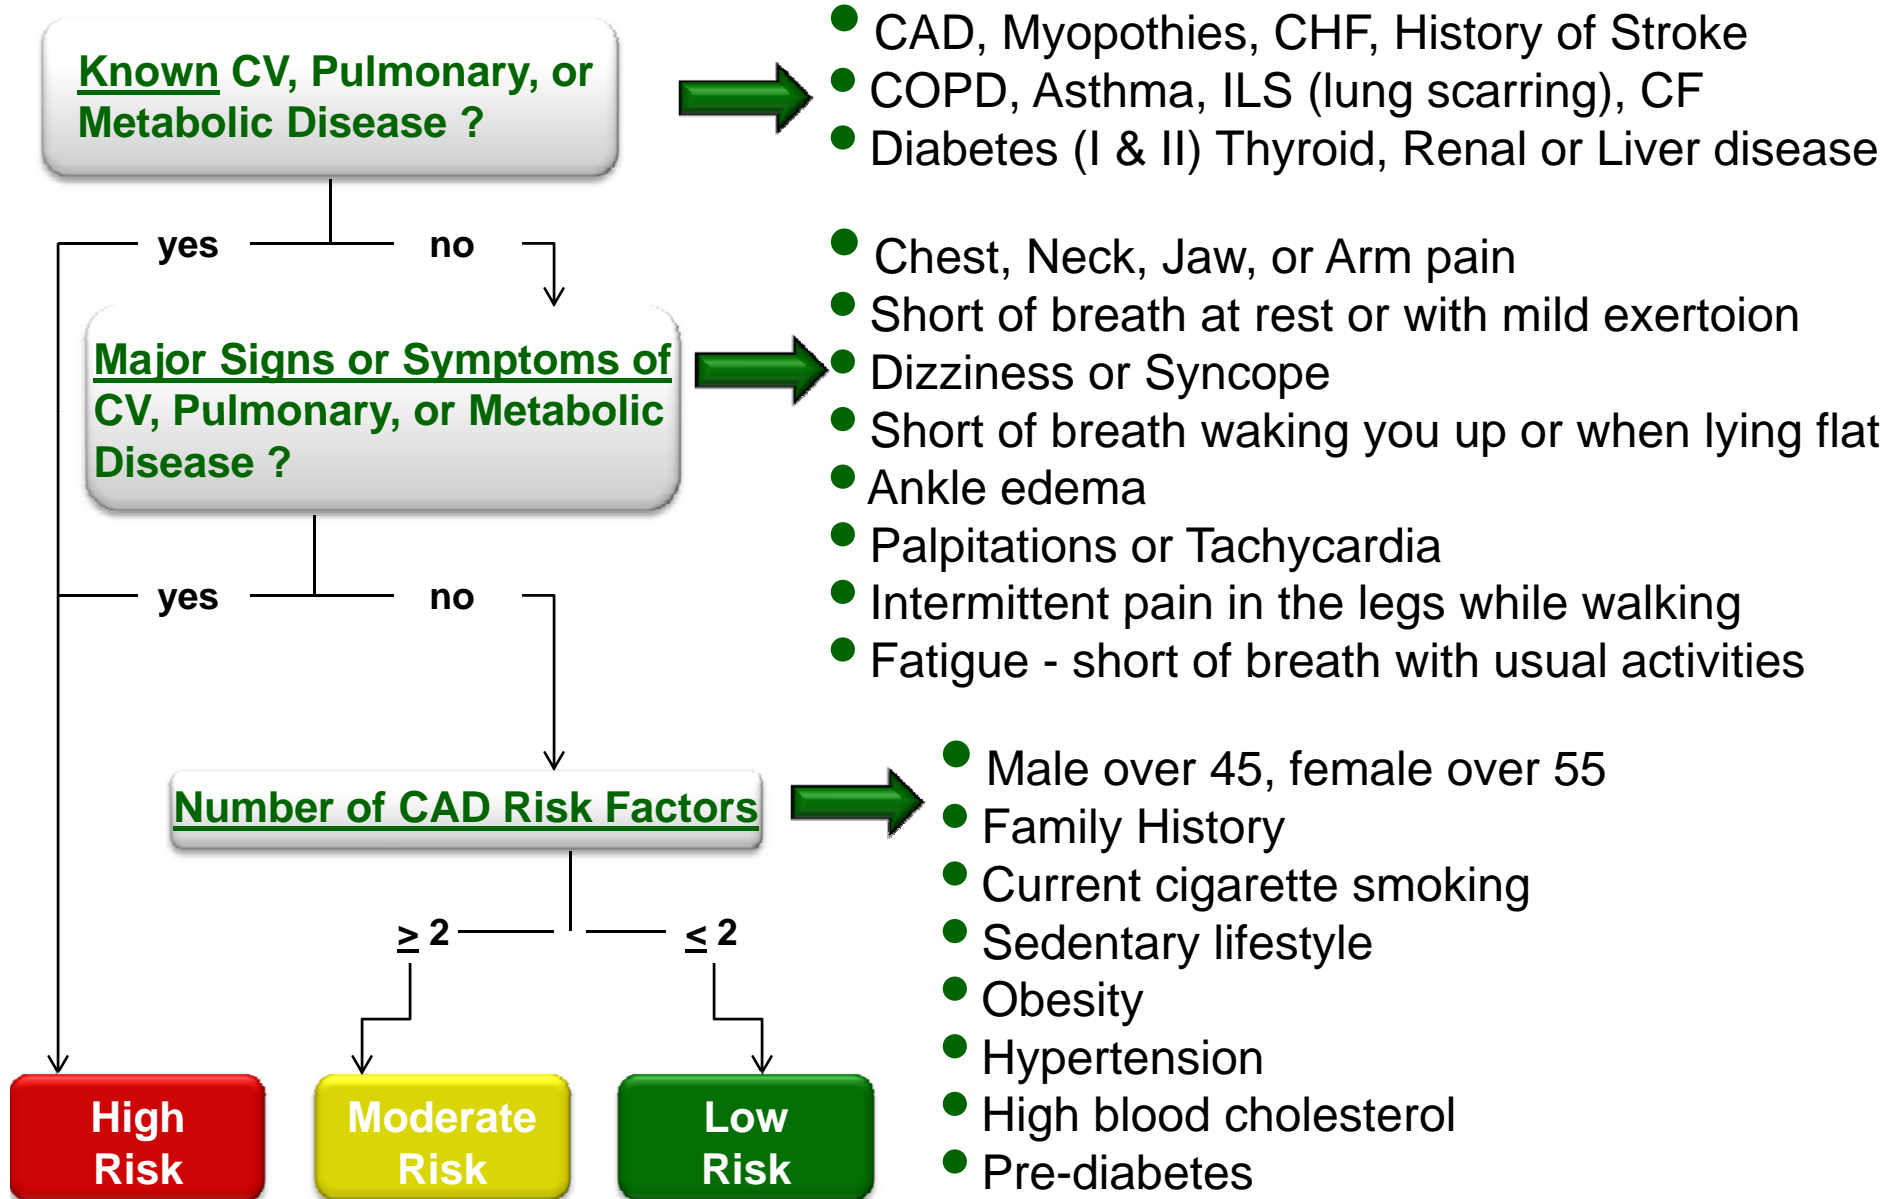 Known CV, Pulmonary, or
Metabolic Disease ?
CAD, Myopothies, CHF, History of Stroke
COPD, Asthma, ILS (lung scarring), CF
Diabetes (I & II) Thyroid, Renal or Liver disease
yes no
Major Signs or Symptoms of
CV, Pulmonary, or Metabolic
Disease ?
Chest, Neck, Jaw, or Arm pain
Short of breath at rest or with mild exertoion
Dizziness or Syncope
Short of breath waking you up or when lying flat
Ankle edema
Palpitations or Tachycardia
Intermittent pain in the legs while walking
Fatigue - short of breath with usual activities
yes no
Number of CAD Risk Factors
Male over 45, female over 55
Family History
Current cigarette smoking
Sedentary lifestyle
Obesity
Hypertension
High blood cholesterol
Pre-diabetes
≥ 2 ≤ 2
High
Risk
Moderate
Risk
Low
Risk